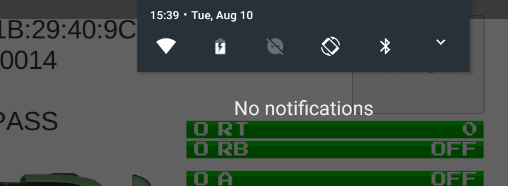 15:39 • Tue, Aug 10
1B:29:40:9C
0014
No notifications
PASS
0 RT 0
0 RB OFF
0 A OFF